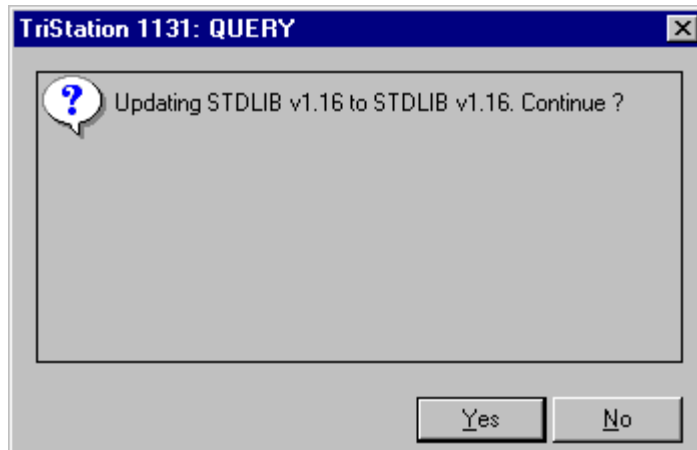 TriStation 1131: QUERY
?
Updating STDLIB v1.16 to STDLIB v1.16. Continue ?
Yes
No